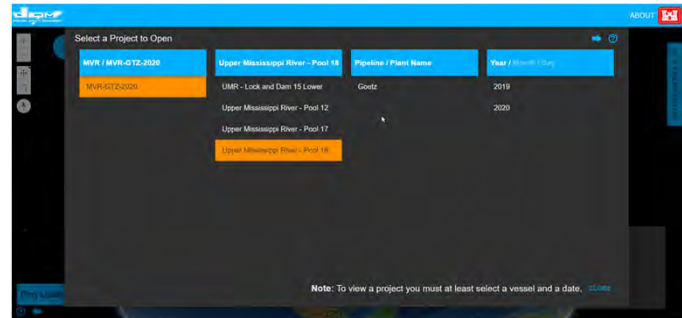 dqm
ABOUT
Select a Project to Open
MVR / MVR-GTZ-2020
Upper Mississippi River - Pool 18
Pipeline / Plant Name
Year / Month / Day
MVR-GTZ-2020
UMR - Lock and Dam 15 Lower
Goetz
2019
Upper Mississippi River - Pool 12
2020
Upper Mississippi River - Pool 17
Upper Mississippi River - Pool 18
Note: To view a project you must at least select a vessel and a date.
CLOSE